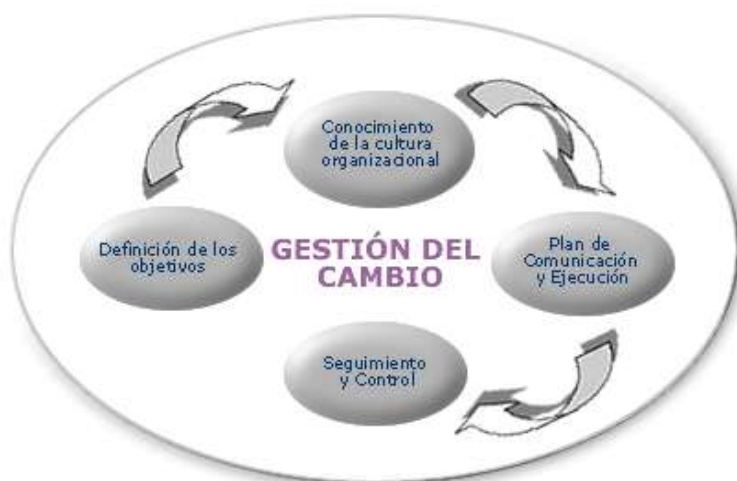 Conocimiento
de la cultura
organizacional
Definición de los
objetivos
GESTIÓN DEL
CAMBIO
Plan de
Comunicación
y Ejecución
Seguimiento
y Control